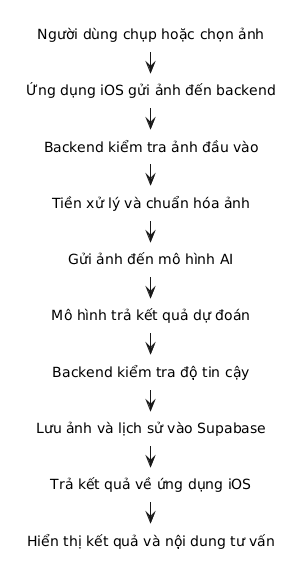 Người dùng chụp hoặc chọn ảnh
Ứng dụng iOS gửi ảnh đến backend
Backend kiểm tra ảnh đầu vào
Tiền xử lý và chuẩn hóa ảnh
Gửi ảnh đến mô hình AI
Mô hình trả kết quả dự đoán
Backend kiểm tra độ tin cậy
Lưu ảnh và lịch sử vào Supabase
Trả kết quả về ứng dụng iOS
Hiển thị kết quả và nội dung tư vấn